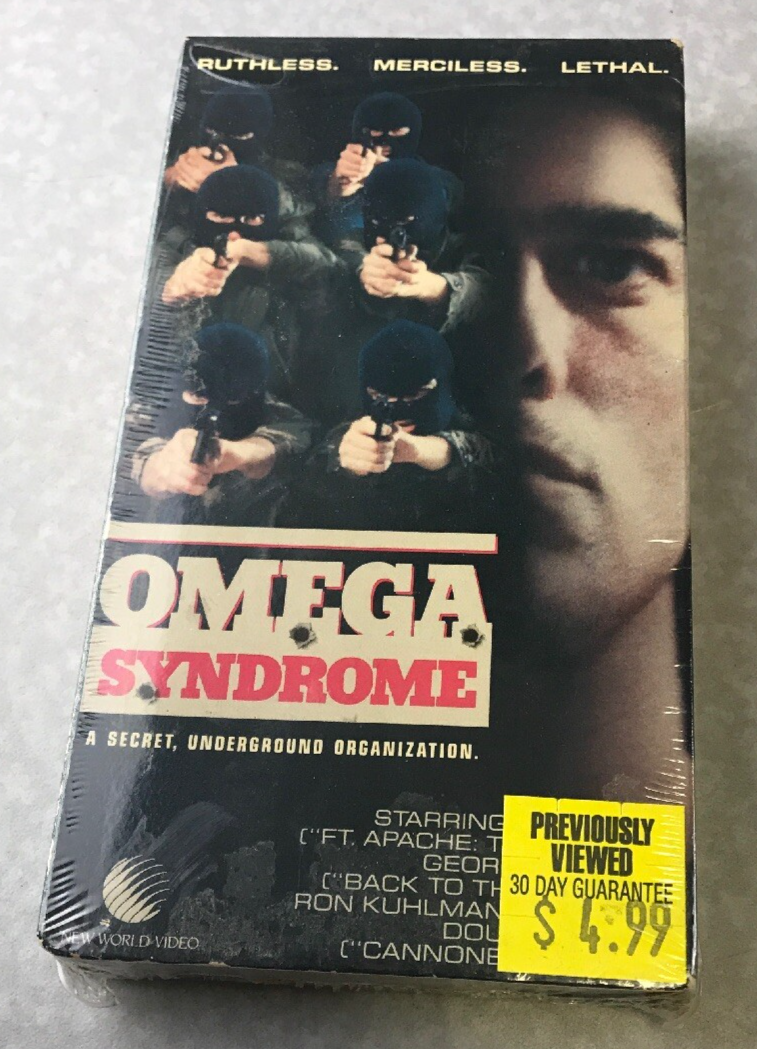 RUTHLESS. MERCILESS. LETHAL.
OMEGA
SYNDROME
A SECRET, UNDERGROUND ORGANIZATION.
STARRING
("FT. APACHE: T
GEOR
("BACK TO TH
RON KUHLMAN
DOU
("CANNONE
NEW WORLD VIDEO
PREVIOUSLY
VIEWED
30 DAY GUARANTEE
$ 4.99